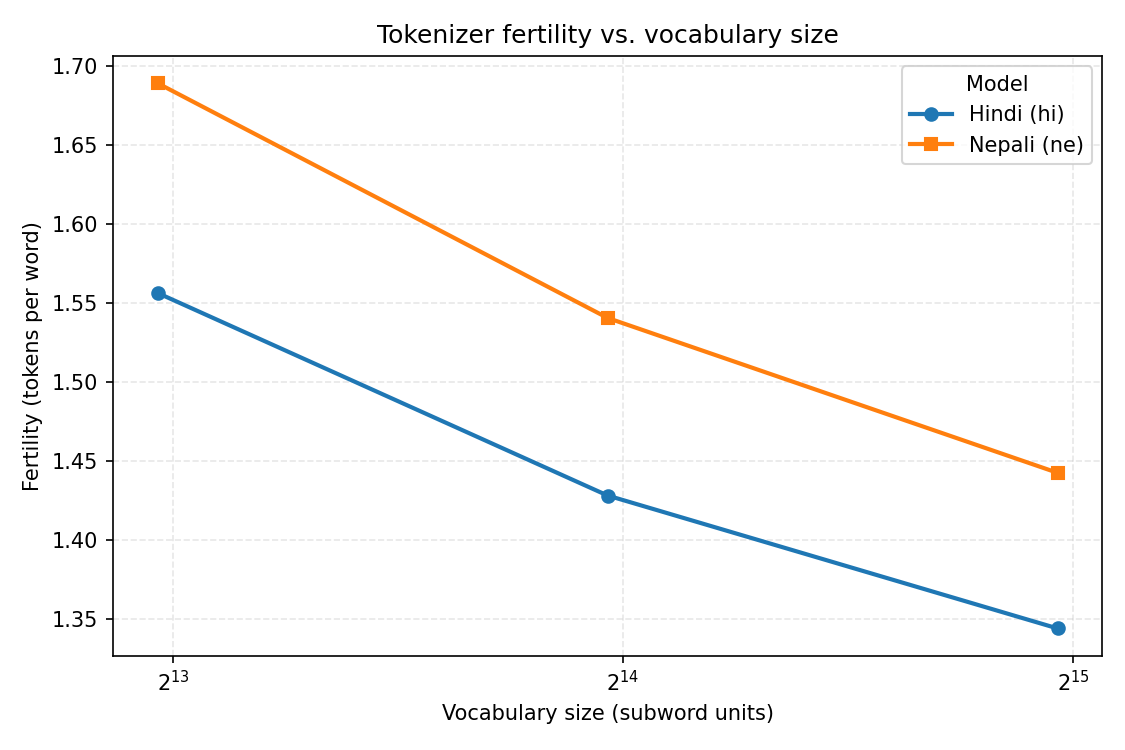 Tokenizer fertility vs. vocabulary size
Model
Hindi (hi)
Nepali (ne)
Fertility (tokens per word)
1.70
1.65
1.60
1.55
1.50
1.45
1.40
1.35
2¹³ 2¹⁴ 2¹⁵
Vocabulary size (subword units)